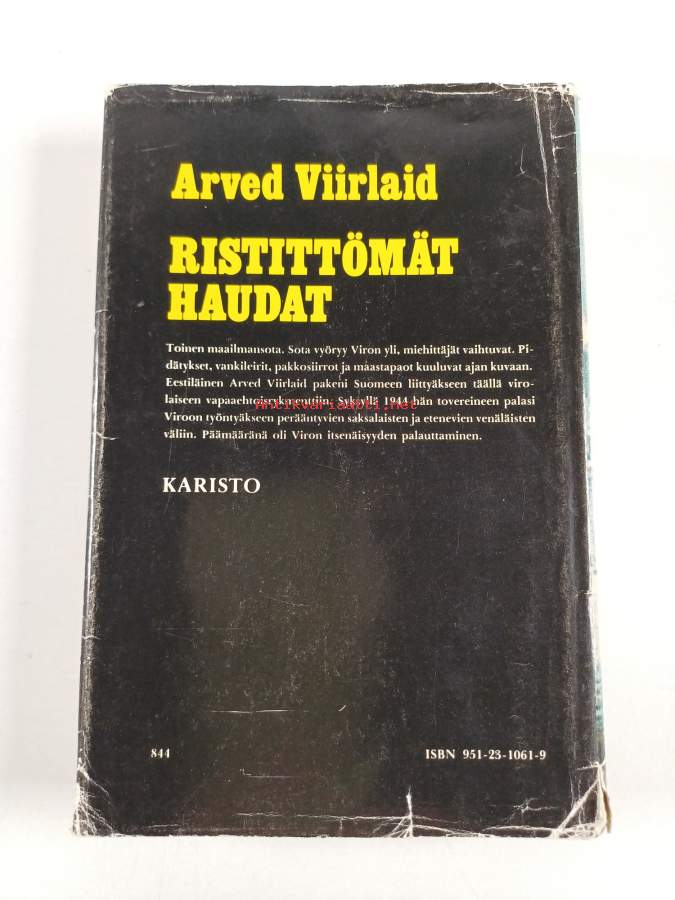 Arved Viirlaid
RISTITTÖMÄT
HAUDAT
Toinen maailmansota. Sota vyöryy Viron yli, miehittäjät vaihtuvat. Pi-
dätykset, vankileirit, pakkosiirrot ja maastapaot kuuluvat ajan kuvaan.
Eestiläinen Arved Viirlaid pakeni Suomeen liittyäkseen täällä viro-
laiseen vapaaehtoisrykmenttiin. Syksyllä 1944 hän tovereineen palasi
Antikvariaatti.net
Viroon työntyäkseen perääntyvien saksalaisten ja etenevien venäläisten
väliin. Päämääränä oli Viron itsenäisyyden palauttaminen.
KARISTO
844
ISBN 951-23-1061-9